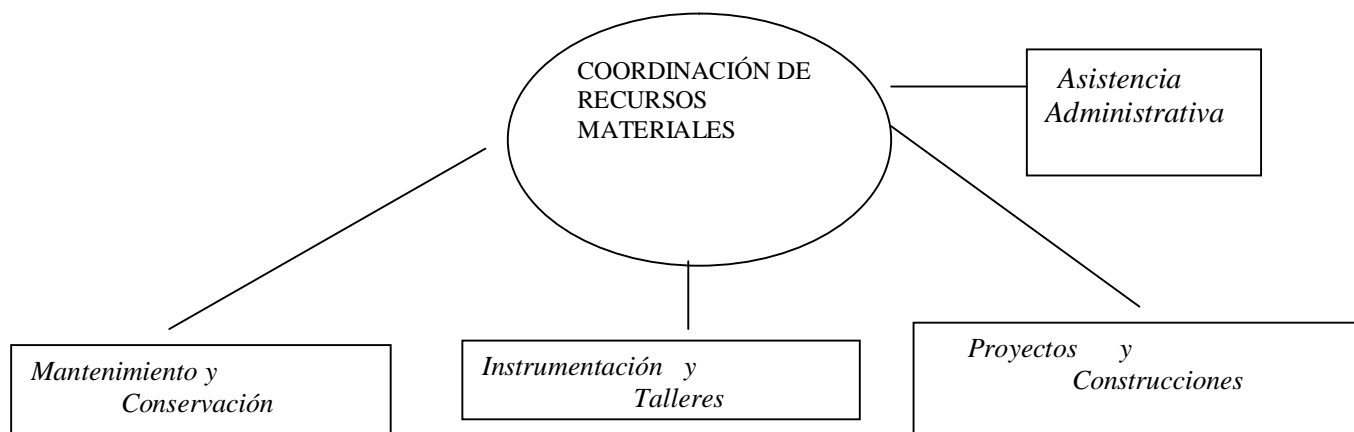 COORDINACIÓN DE
RECURSOS
MATERIALES
Asistencia
Administrativa
Mantenimiento y
Conservación
Instrumentación y
Talleres
Proyectos y
Construcciones